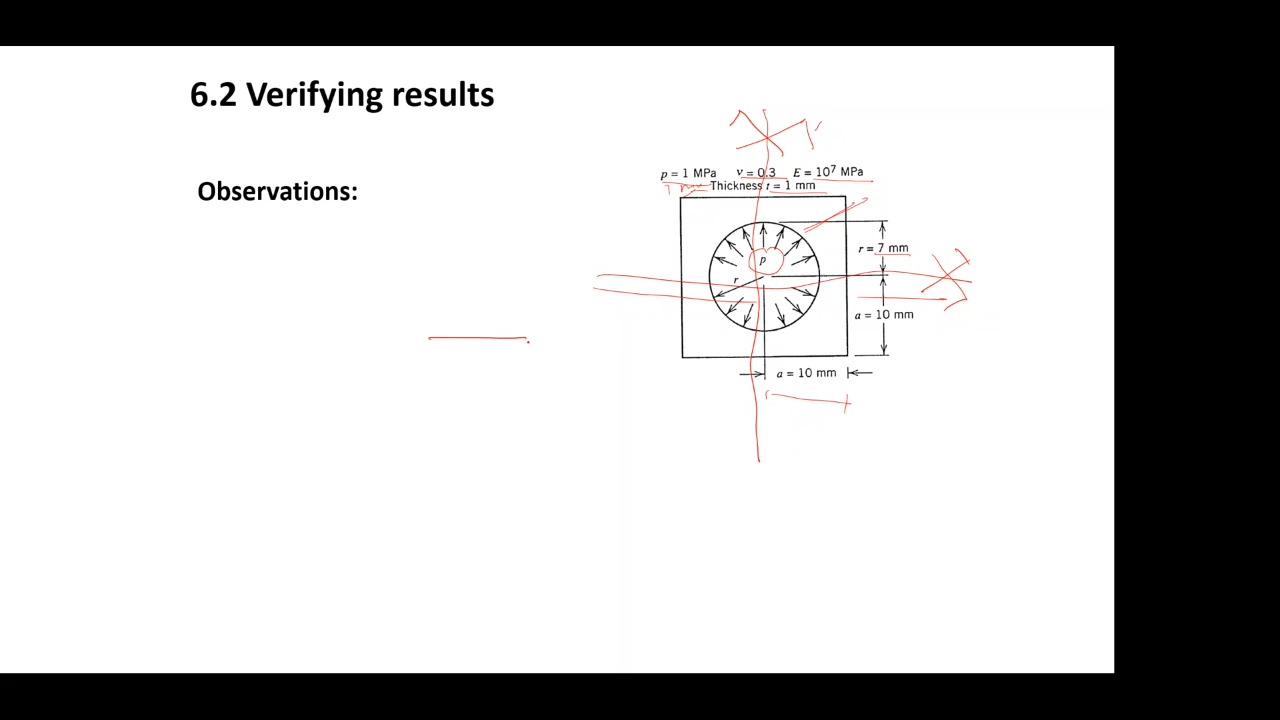 6.2 Verifying results
Observations:
p = 1 MPa ν = 0.3 E = 10⁷ MPa
Thickness t = 1 mm
p
r
r = 7 mm
a = 10 mm
a = 10 mm